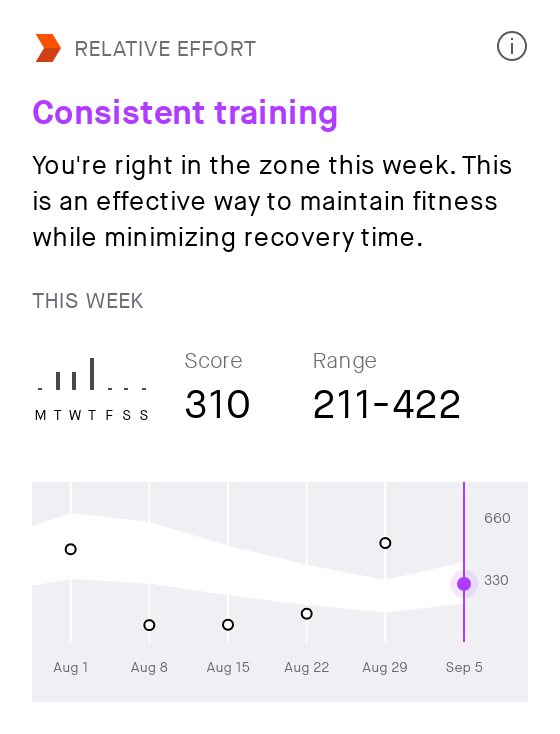 RELATIVE EFFORT
Consistent training
You're right in the zone this week. This
is an effective way to maintain fitness
while minimizing recovery time.
THIS WEEK
Score
Range
310
211-422
M T W T F S S
660
330
Aug 1
Aug 8
Aug 15
Aug 22
Aug 29
Sep 5